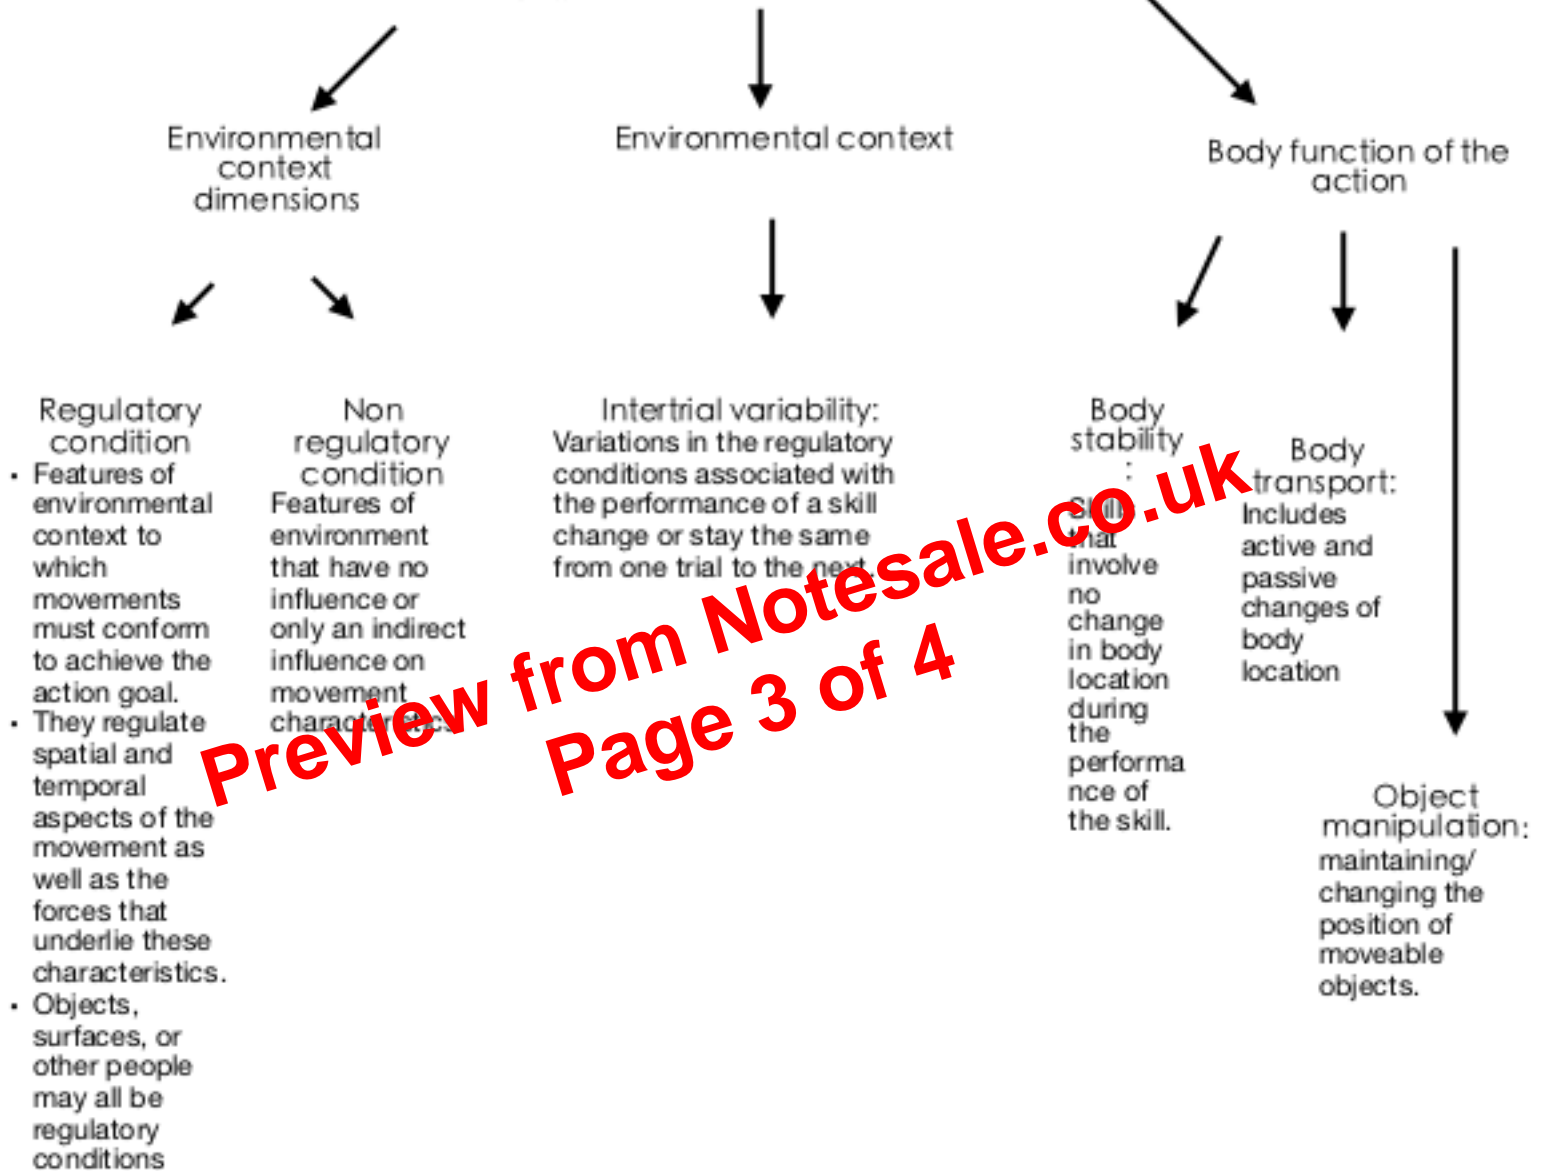 Environmental
context
dimensions
Environmental context
Body function of the
action
Regulatory
condition
• Features of
environmental
context to
which
movements
must conform
to achieve the
action goal.
• They regulate
spatial and
temporal
aspects of the
movement as
well as the
forces that
underlie these
characteristics.
• Objects,
surfaces, or
other people
may all be
regulatory
conditions
Non
regulatory
condition
Features of
environment
that have no
influence or
only an indirect
influence on
movement
characteristics
Intertrial variability:
Variations in the regulatory
conditions associated with
the performance of a skill
change or stay the same
from one trial to the next.
Body
stability
:
Skills
that
involve
no
change
in body
location
during
the
performa
nce of
the skill.
Body
transport:
Includes
active and
passive
changes of
body
location
Object
manipulation:
maintaining/
changing the
position of
moveable
objects.
Preview from Notesale.co.uk
Page 3 of 4